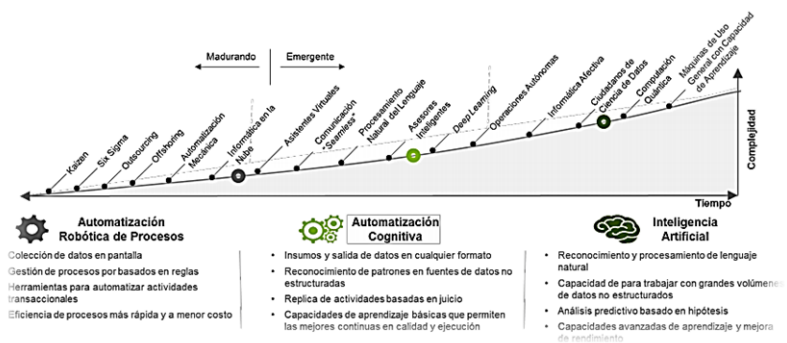 Madurando
Emergente
Kaizen
Six Sigma
Outsourcing
Offshoring
Automatización
Mecánica
Informática en la
Nube
Asistentes Virtuales
Comunicación
"Seamless"
Procesamiento
Natural del Lenguaje
Asesores
Inteligentes
Deep Learning
Operaciones Autónomas
Informática Afectiva
Ciudadanos de
Ciencia de Datos
Computación
Quántica
Máquinas de Uso
General con Capacidad
de Aprendizaje
Complejidad
Tiempo
Automatización
Robótica de Procesos
Colección de datos en pantalla
Gestión de procesos por basados en reglas
Herramientas para automatizar actividades
transaccionales
Eficiencia de procesos más rápida y a menor costo
Automatización
Cognitiva
• Insumos y salida de datos en cualquier formato
• Reconocimiento de patrones en fuentes de datos no
estructuradas
• Replica de actividades basadas en juicio
• Capacidades de aprendizaje básicas que permiten
las mejores continuas en calidad y ejecución
Inteligencia
Artificial
• Reconocimiento y procesamiento de lenguaje
natural
• Capacidad de para trabajar con grandes volúmenes
de datos no estructurados
• Análisis predictivo basado en hipótesis
• Capacidades avanzadas de aprendizaje y mejora
de rendimiento